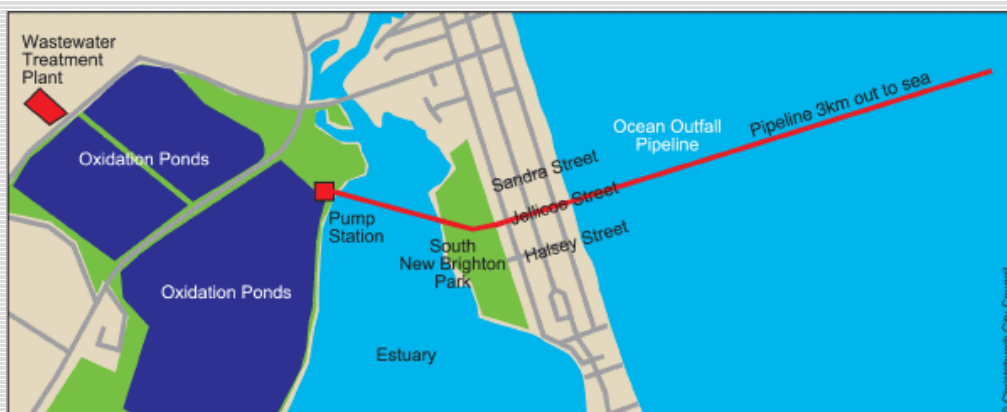 Wastewater
Treatment
Plant
Oxidation Ponds
Pump
Station
Oxidation Ponds
Estuary
South
New Brighton
Park
Sandra Street
Jellicoe Street
Halsey Street
Ocean Outfall
Pipeline
Pipeline 3km out to sea